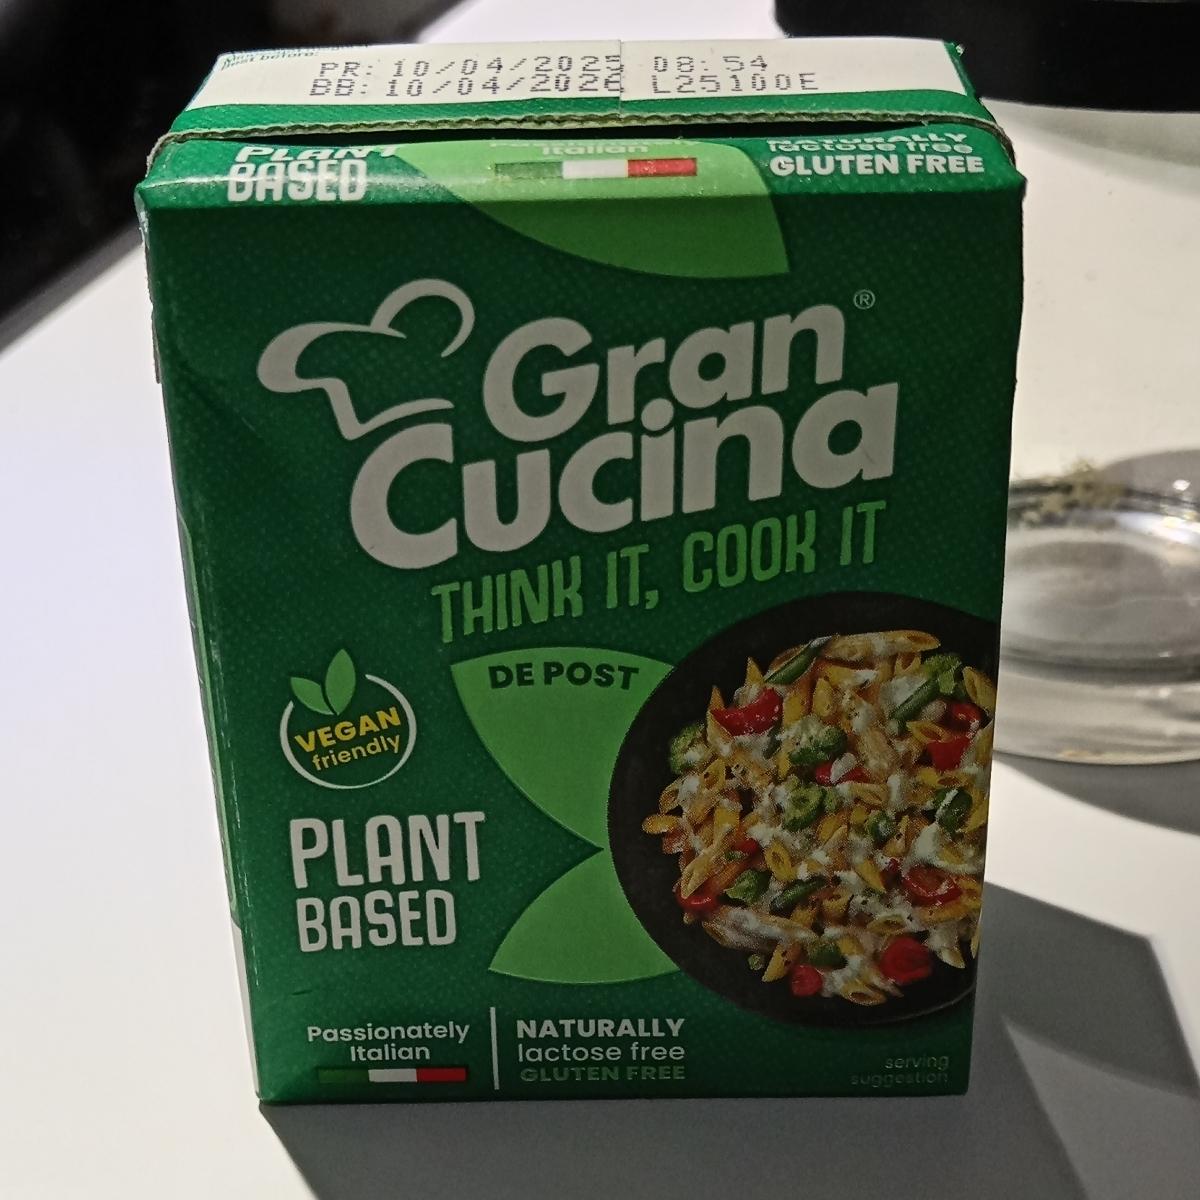 best before:
PR: 10/04/2025 08:54
BB: 10/04/2026 L25100E
PLANT
BASED
Italian
NATURALLY
lactose free
GLUTEN FREE
Gran®
Cucina
THINK IT, COOK IT
DE POST
VEGAN
friendly
PLANT
BASED
Passionately
Italian
NATURALLY
lactose free
GLUTEN FREE
serving
suggestion